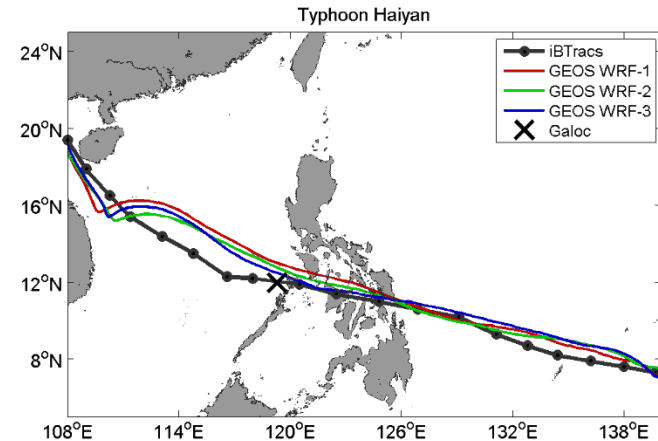 Typhoon Haiyan
24°N
20°N
16°N
12°N
8°N
108°E
114°E
120°E
126°E
132°E
138°E
iBTracs
GEOS WRF-1
GEOS WRF-2
GEOS WRF-3
Galoc